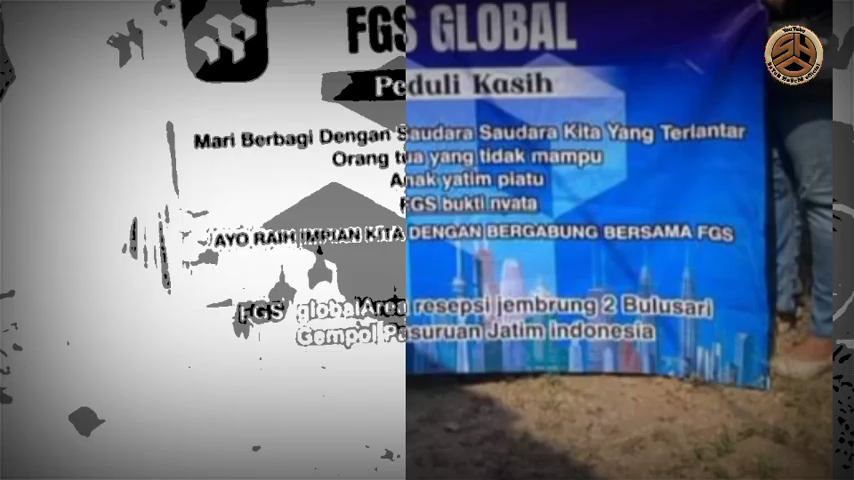 FGS GLOBAL
Peduli Kasih
Mari Berbagi Dengan Saudara Saudara Kita Yang Terlantar
Orang tua yang tidak mampu
Anak yatim piatu
FGS bukti nyata
AYO RAIH IMPIAN KITA DENGAN BERGABUNG BERSAMA FGS
FGS globalArea resepsi jembrung 2 Bulusari
Gempol Pasuruan Jatim indonesia
YouTube